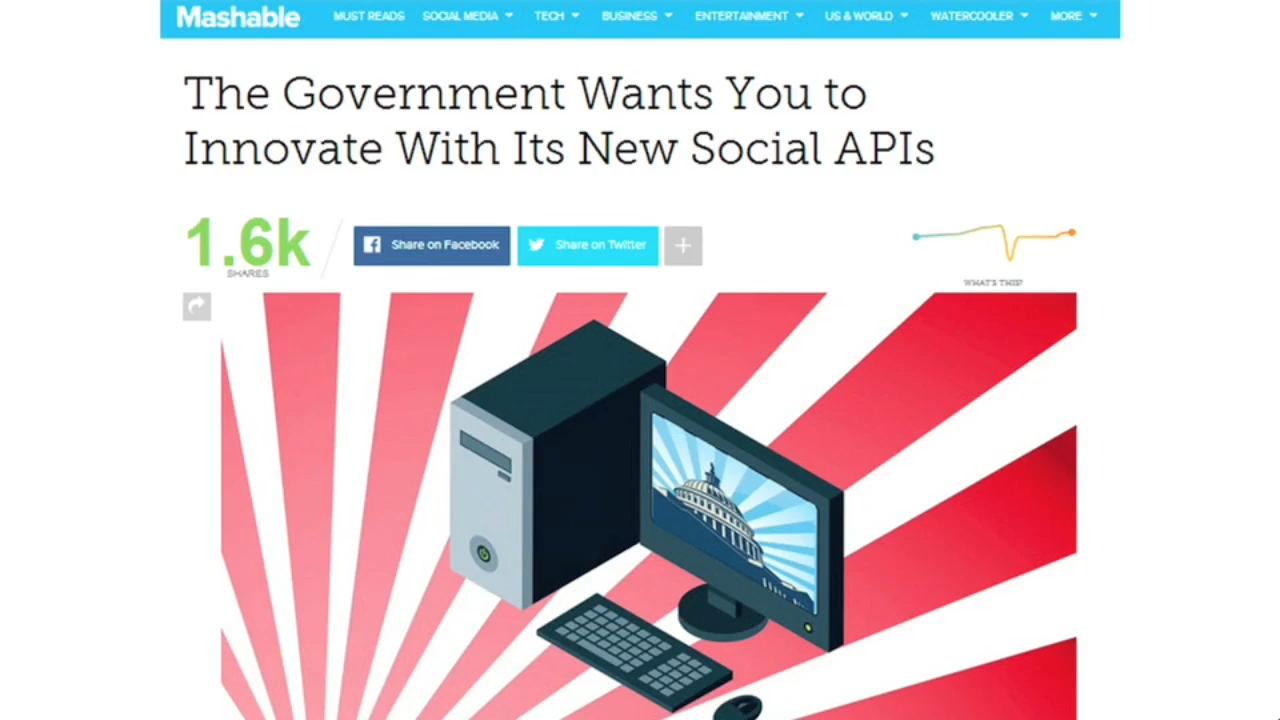 Mashable MUST READS SOCIAL MEDIA TECH BUSINESS ENTERTAINMENT US & WORLD WATERCOOLER MORE
The Government Wants You to
Innovate With Its New Social APIs
1.6k
SHARES
Share on Facebook
Share on Twitter
WHAT'S THIS?